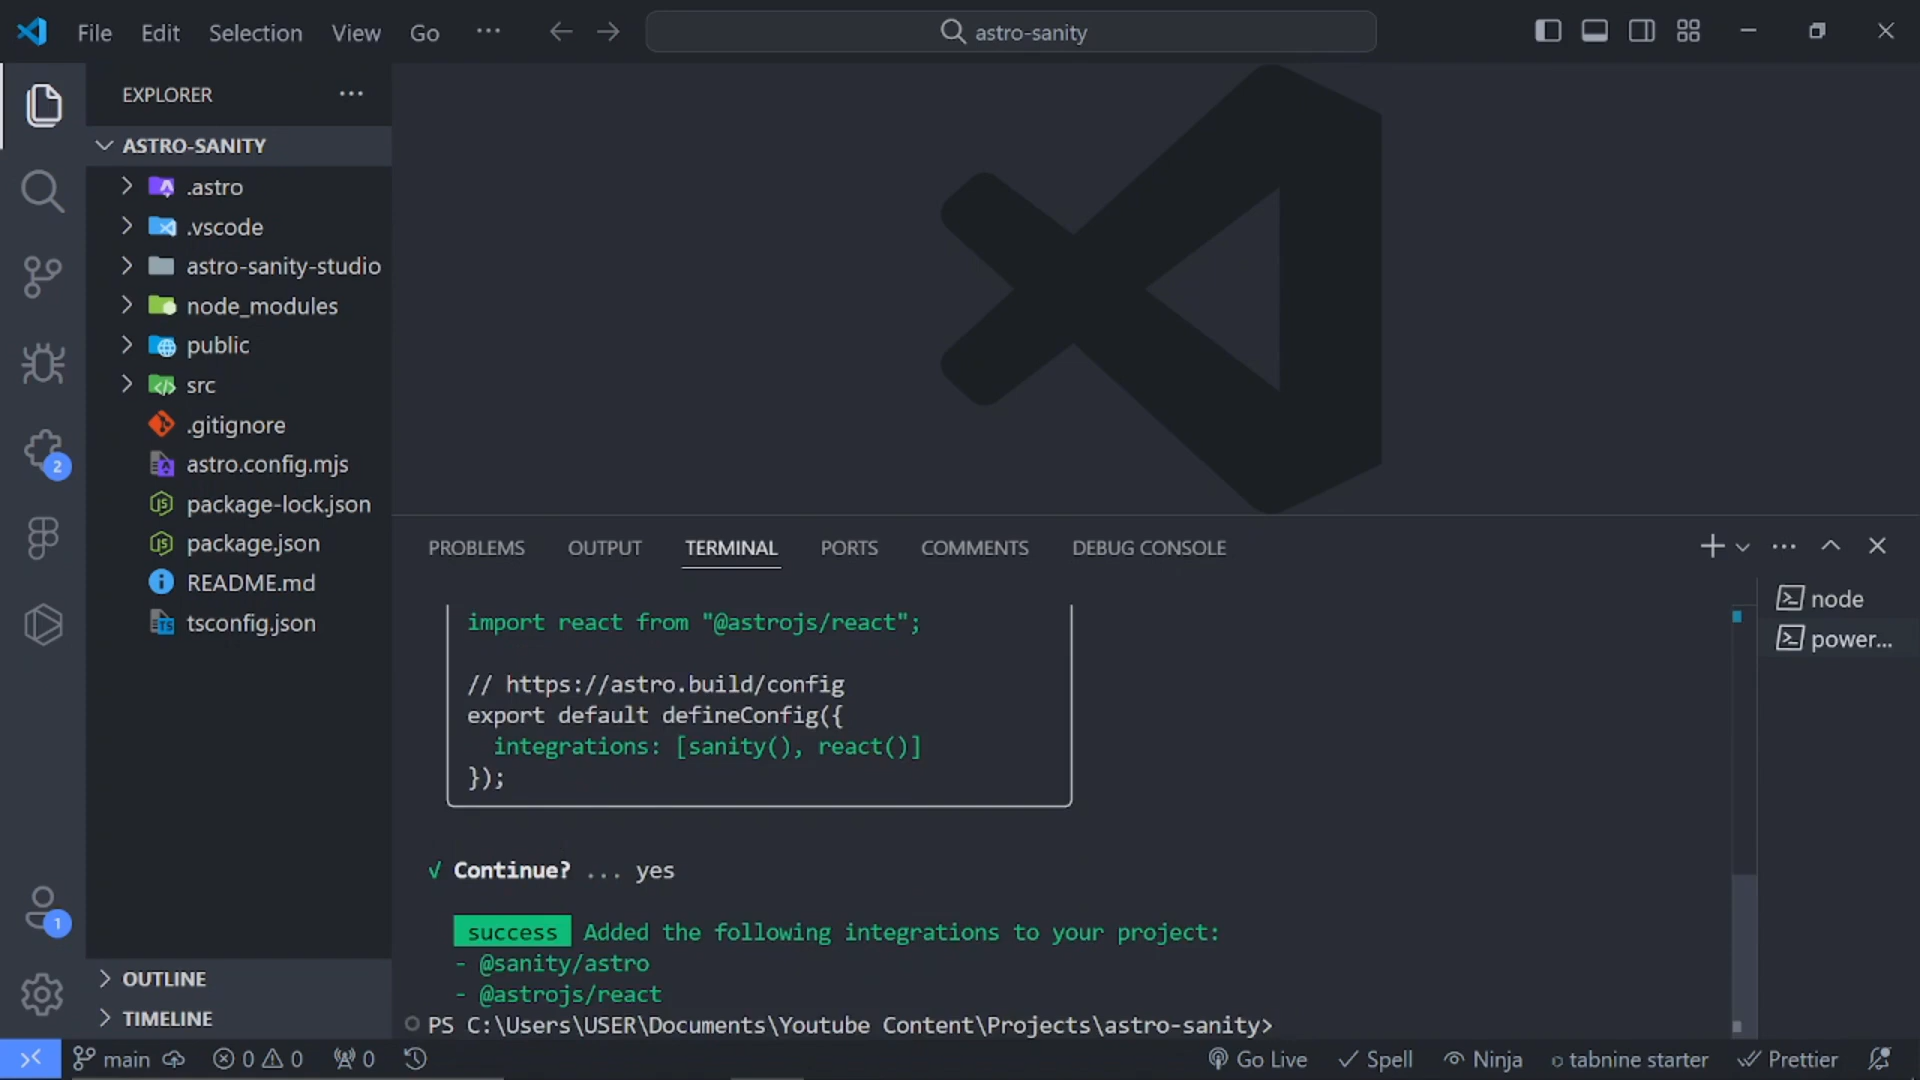 File Edit Selection View Go ···
astro-sanity
EXPLORER ···
ASTRO-SANITY
.astro
.vscode
astro-sanity-studio
node_modules
public
src
.gitignore
astro.config.mjs
package-lock.json
package.json
README.md
tsconfig.json
2
1
OUTLINE
TIMELINE
PROBLEMS OUTPUT TERMINAL PORTS COMMENTS DEBUG CONSOLE
node
power...
import react from "@astrojs/react";
// https://astro.build/config
export default defineConfig({
integrations: [sanity(), react()]
});
√ Continue? ... yes
success Added the following integrations to your project:
- @sanity/astro
- @astrojs/react
PS C:\Users\USER\Documents\Youtube Content\Projects\astro-sanity>
main 0 0 0 Go Live Spell Ninja tabnine starter Prettier